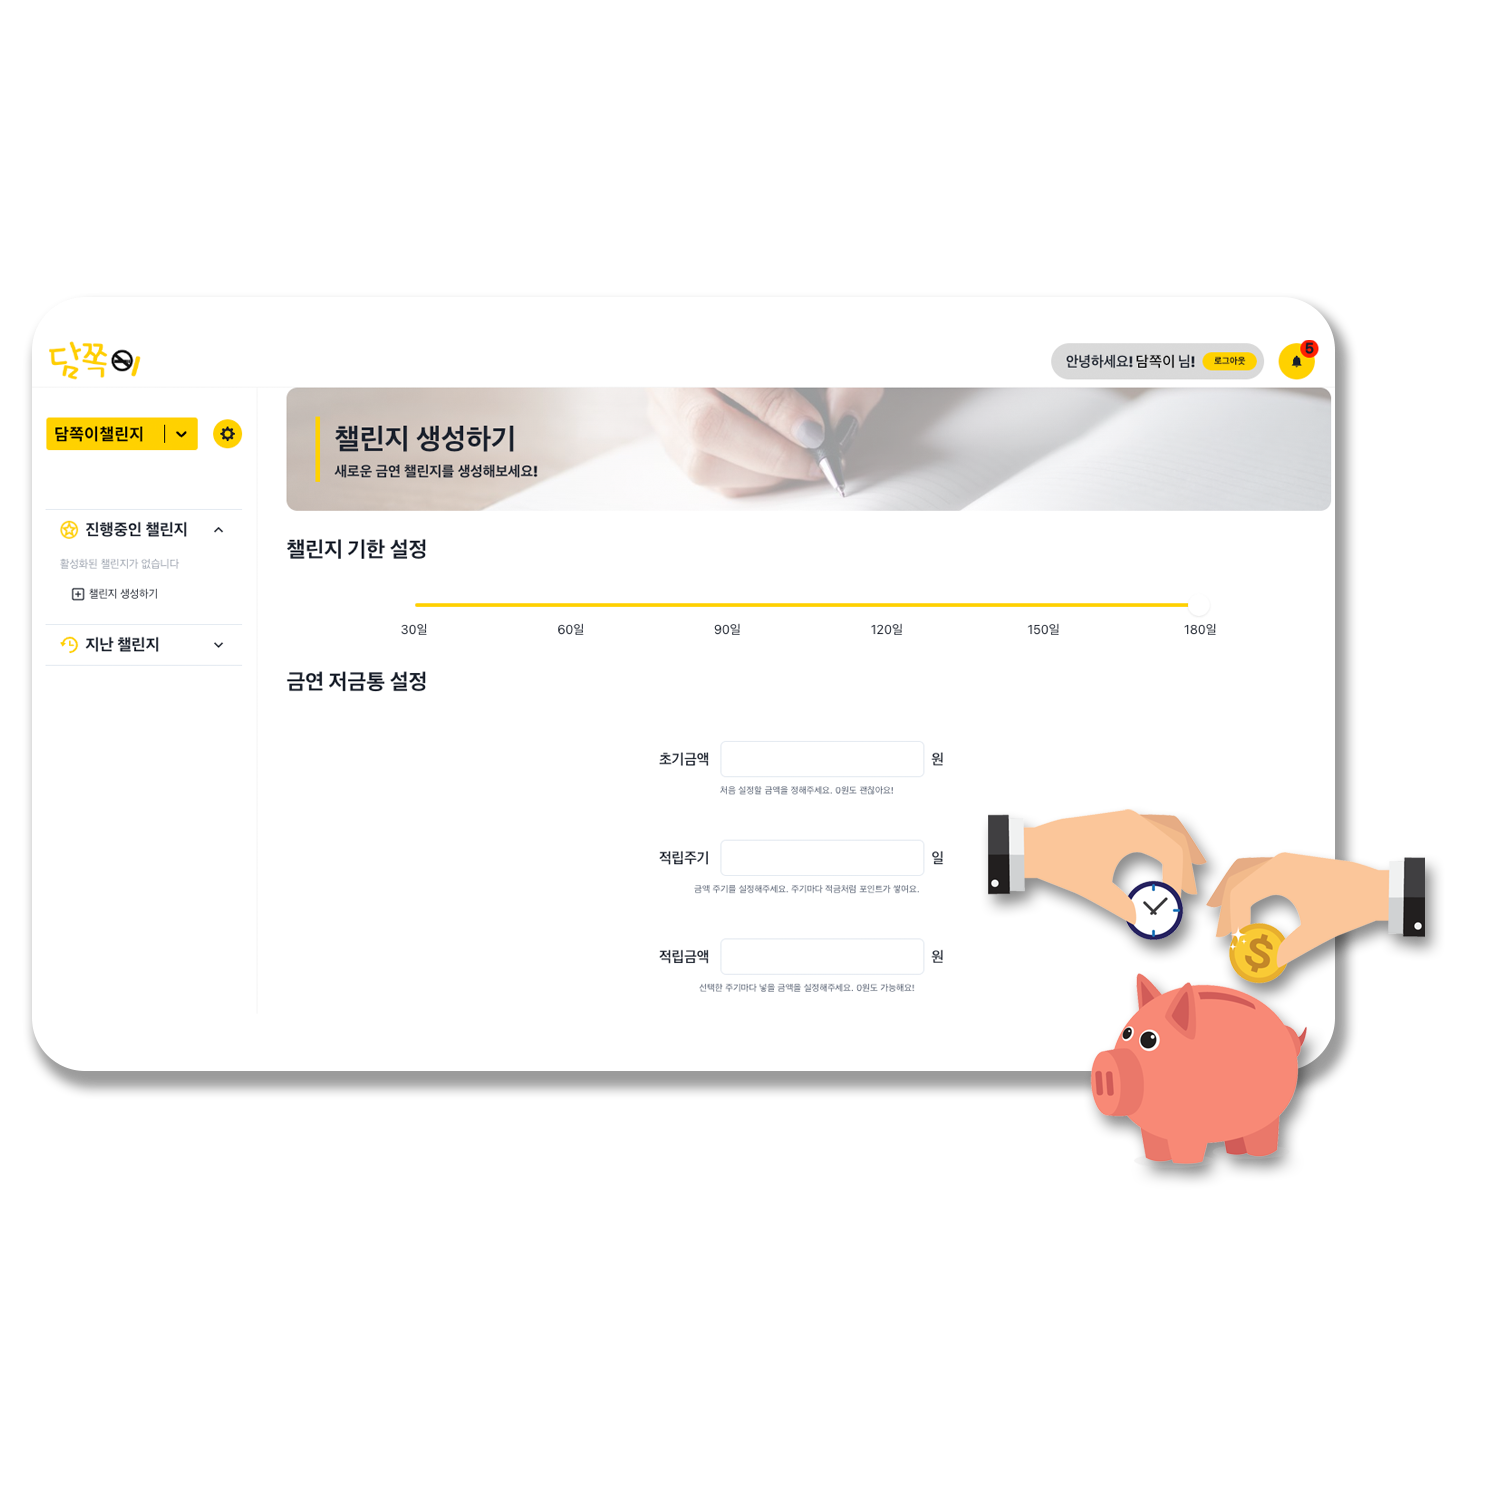 담쪽이
안녕하세요! 담쪽이 님! 로그아웃
5
담쪽이챌린지
챌린지 생성하기
새로운 금연 챌린지를 생성해보세요!
진행중인 챌린지
활성화된 챌린지가 없습니다
챌린지 생성하기
지난 챌린지
챌린지 기한 설정
30일 60일 90일 120일 150일 180일
금연 저금통 설정
초기금액 원
처음 설정할 금액을 정해주세요. 0원도 괜찮아요!
적립주기 일
금액 주기를 설정해주세요. 주기마다 적금처럼 포인트가 쌓여요.
적립금액 원
선택한 주기마다 넣을 금액을 설정해주세요. 0원도 가능해요!
$